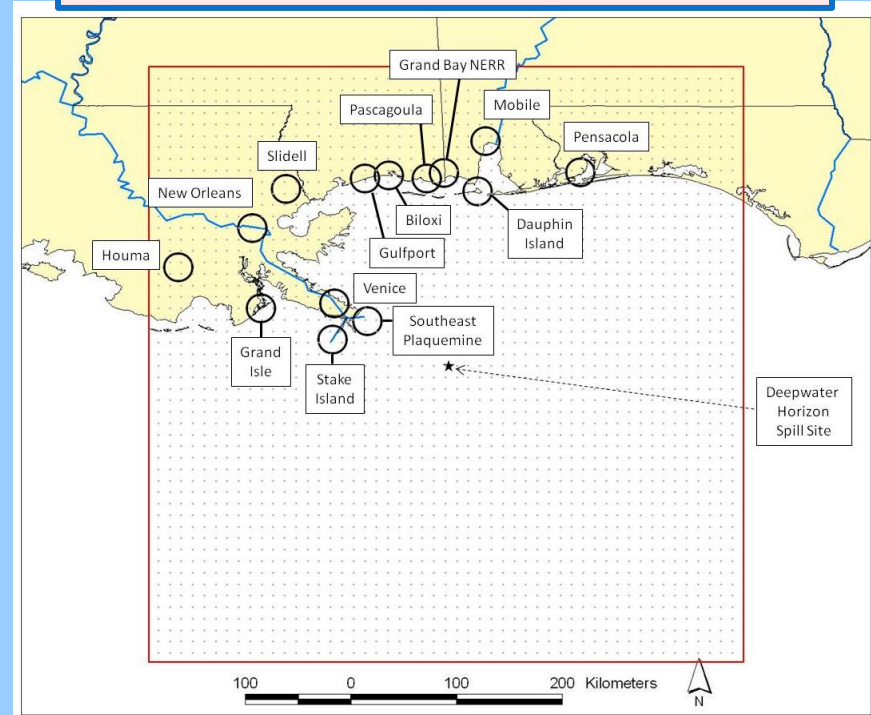 Grand Bay NERR
Pascagoula
Mobile
Slidell
Pensacola
New Orleans
Biloxi
Dauphin
Island
Houma
Gulfport
Venice
Southeast
Plaquemine
Grand
Isle
Stake
Island
Deepwater
Horizon
Spill Site
100 0 100 200 Kilometers
N